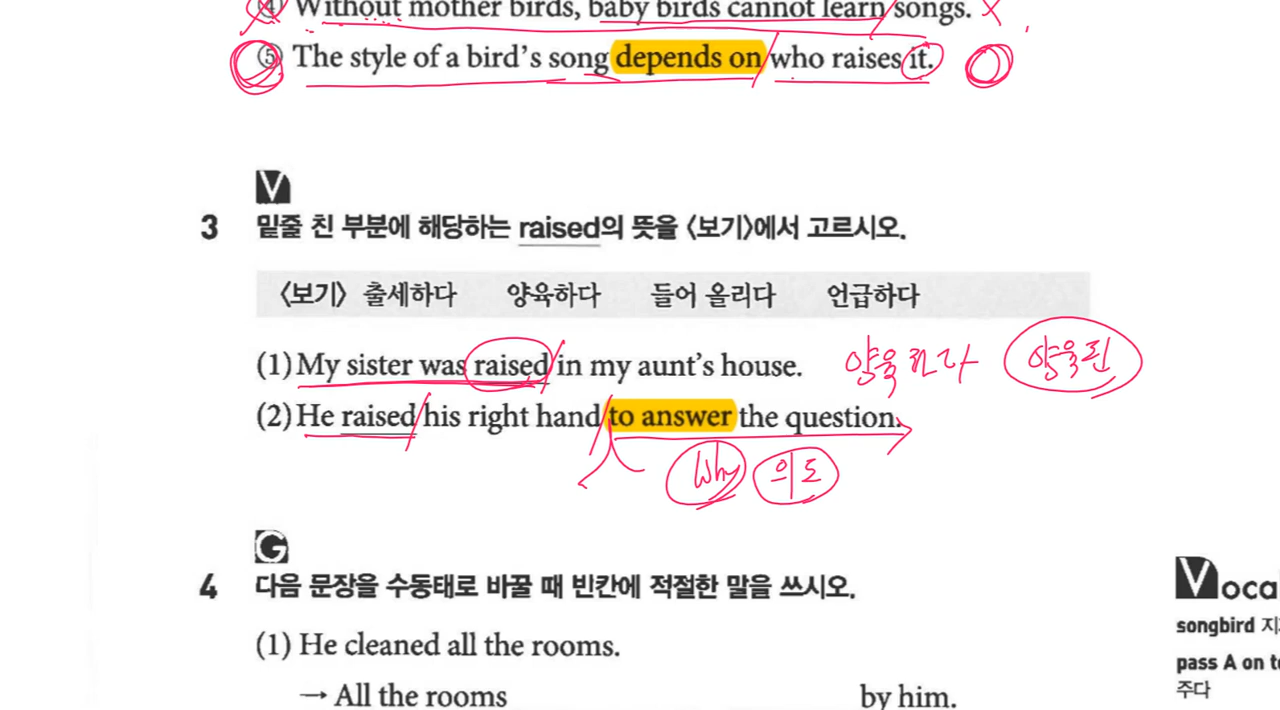 ④ Without mother birds, baby birds cannot learn songs. X
⑤ The style of a bird's song depends on who raises it.
V
3 밑줄 친 부분에 해당하는 raised의 뜻을 〈보기〉에서 고르시오.
〈보기〉 출세하다 양육하다 들어 올리다 언급하다
(1) My sister was raised in my aunt's house. 양육된다 양육된
(2) He raised his right hand to answer the question.
Why 의도
G
4 다음 문장을 수동태로 바꿀 때 빈칸에 적절한 말을 쓰시오.
Voca
(1) He cleaned all the rooms.
songbird 지
pass A on to
→ All the rooms by him.
주다